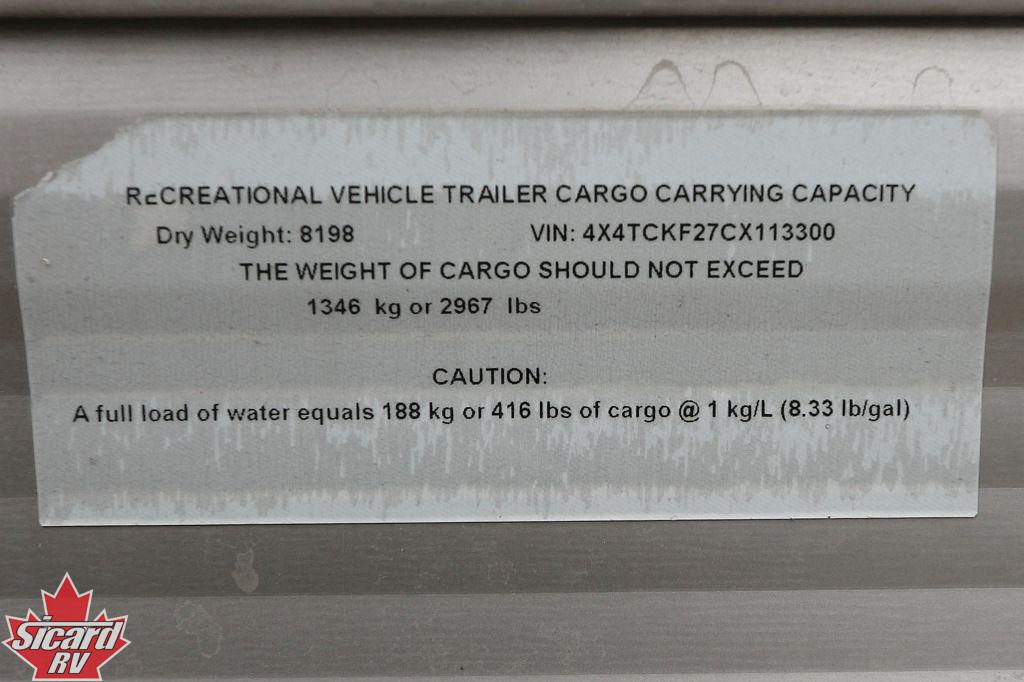 RECREATIONAL VEHICLE TRAILER CARGO CARRYING CAPACITY
Dry Weight: 8198 VIN: 4X4TCKF27CX113300
THE WEIGHT OF CARGO SHOULD NOT EXCEED
1346 kg or 2967 lbs
CAUTION:
A full load of water equals 188 kg or 416 lbs of cargo @ 1 kg/L (8.33 lb/gal)
Sicard
RV